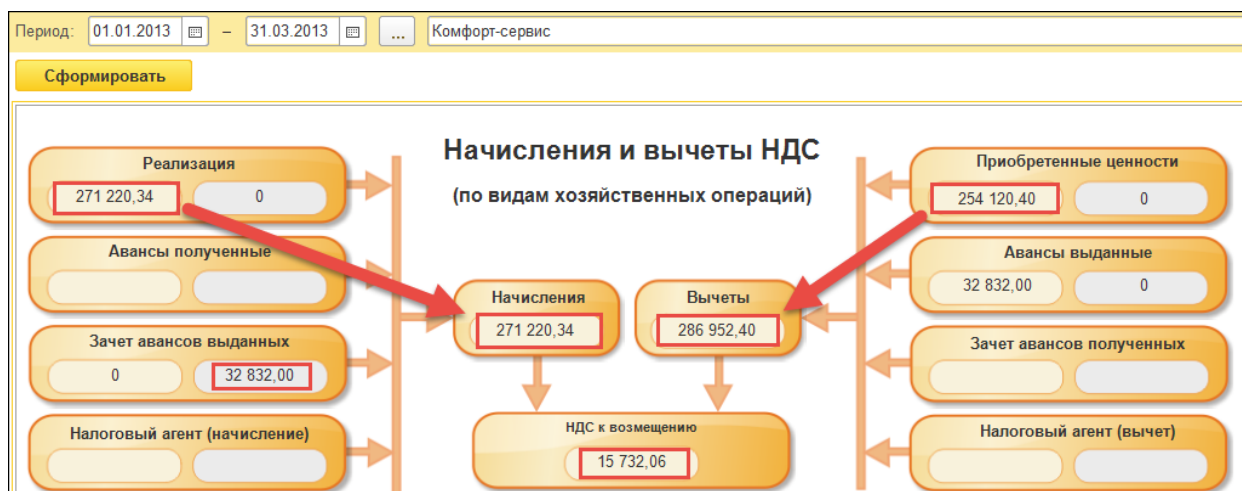 Период: 01.01.2013 – 31.03.2013 ... Комфорт-сервис
Сформировать
Начисления и вычеты НДС
(по видам хозяйственных операций)
Реализация
271 220,34 0
Авансы полученные
Зачет авансов выданных
0 32 832,00
Налоговый агент (начисление)
Начисления
271 220,34
Вычеты
286 952,40
НДС к возмещению
15 732,06
Приобретенные ценности
254 120,40 0
Авансы выданные
32 832,00 0
Зачет авансов полученных
Налоговый агент (вычет)